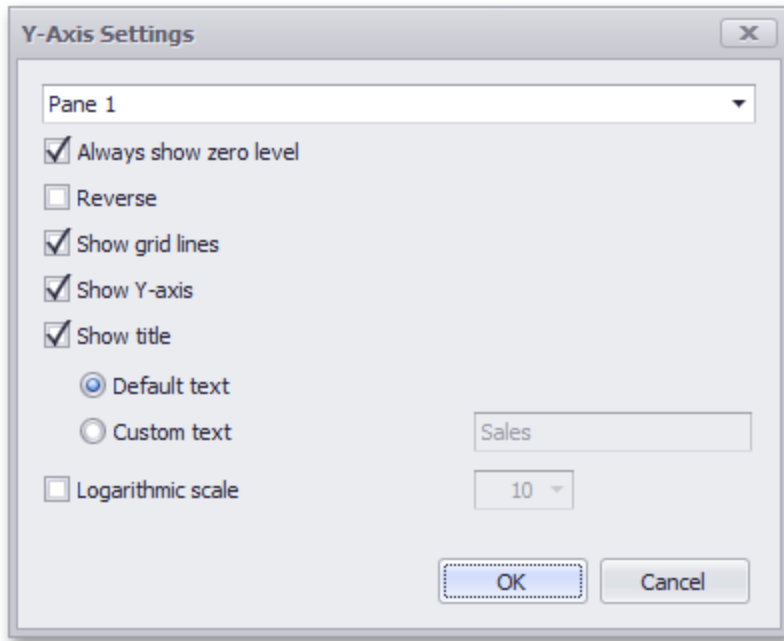 Y-Axis Settings
Pane 1
Always show zero level
Reverse
Show grid lines
Show Y-axis
Show title
Default text
Custom text Sales
Logarithmic scale 10
OK Cancel